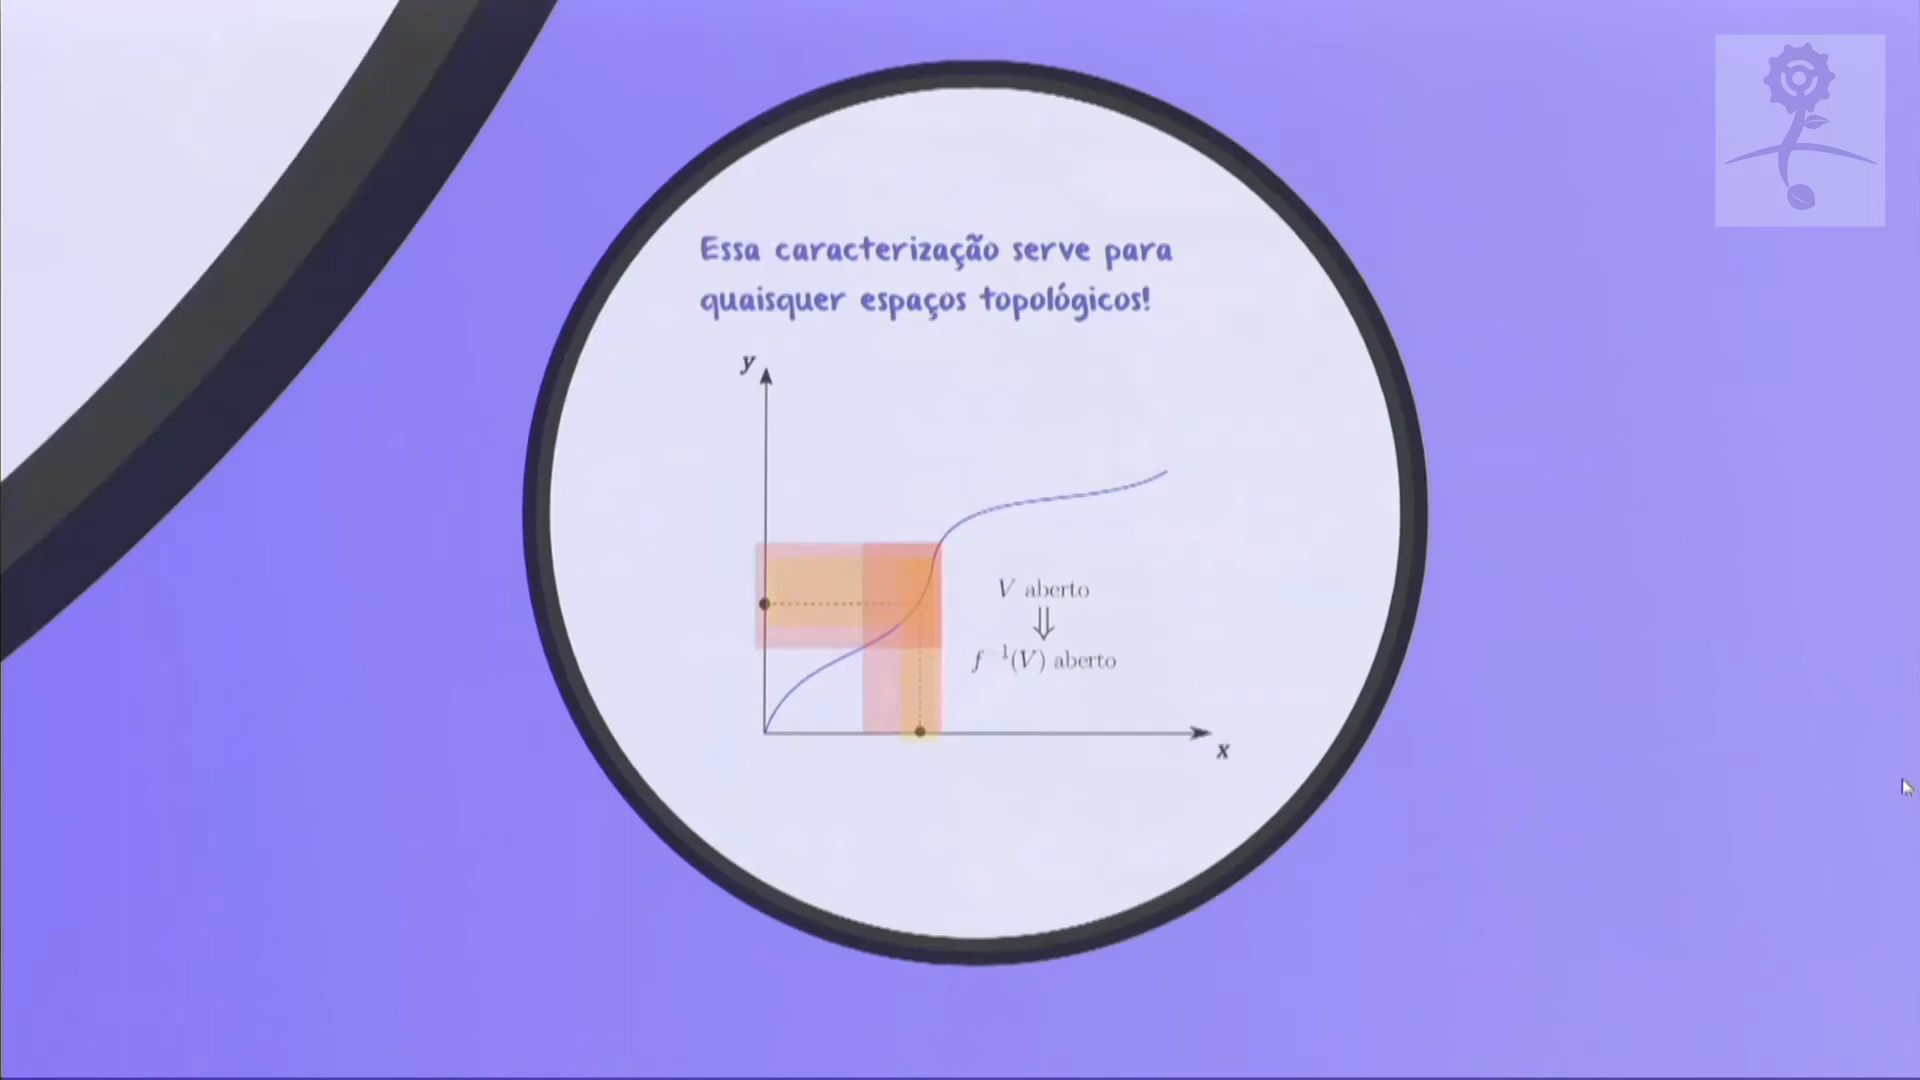 Essa caracterização serve para
quaisquer espaços topológicos!
y
V aberto
⇓
f⁻¹(V) aberto
x